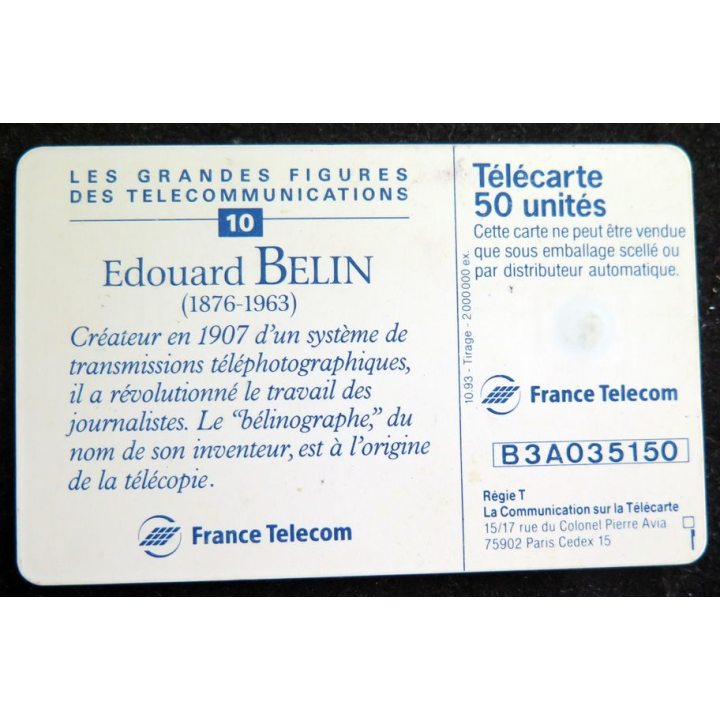 LES GRANDES FIGURES
DES TELECOMMUNICATIONS
10
Edouard BELIN
(1876-1963)
Créateur en 1907 d'un système de
transmissions téléphotographiques,
il a révolutionné le travail des
journalistes. Le "bélinographe," du
nom de son inventeur, est à l'origine
de la télécopie.
France Telecom
10.93 - Tirage - 2 000 000 ex.
Télécarte
50 unités
Cette carte ne peut être vendue
que sous emballage scellé ou
par distributeur automatique.
France Telecom
B3A035150
Régie T
La Communication sur la Télécarte
15/17 rue du Colonel Pierre Avia
75902 Paris Cedex 15